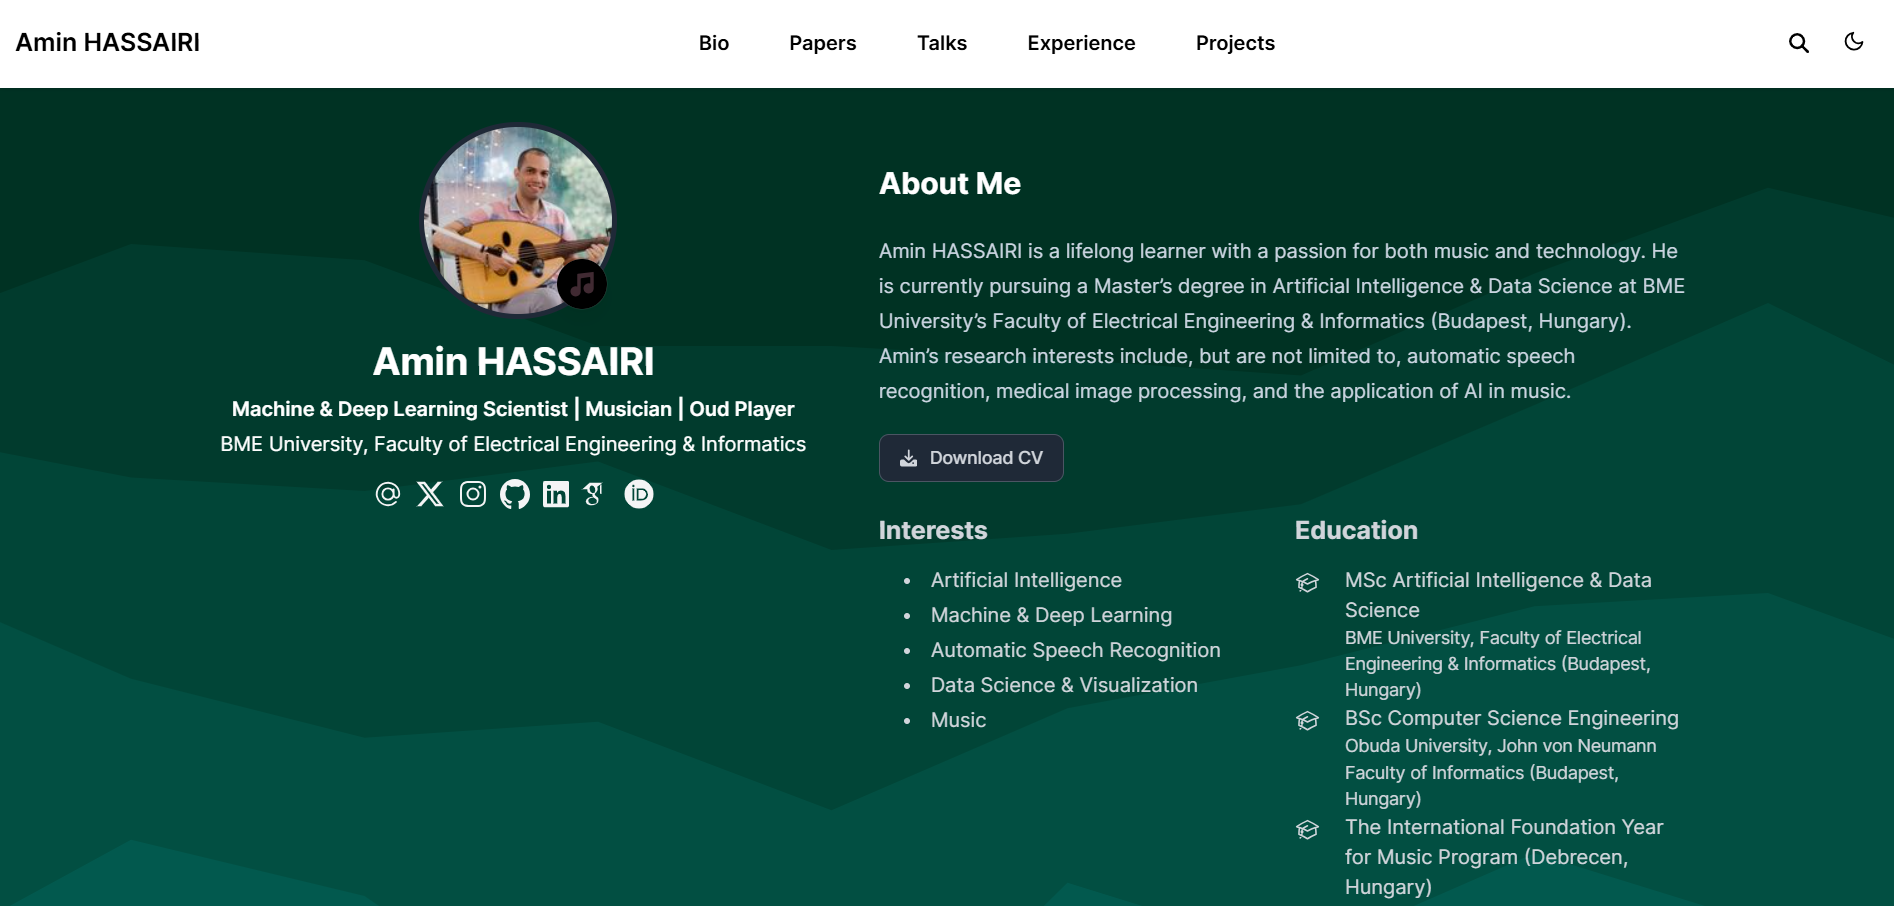 Amin HASSAIRI
Bio
Papers
Talks
Experience
Projects
Amin HASSAIRI
Machine & Deep Learning Scientist | Musician | Oud Player
BME University, Faculty of Electrical Engineering & Informatics
About Me
Amin HASSAIRI is a lifelong learner with a passion for both music and technology. He
is currently pursuing a Master’s degree in Artificial Intelligence & Data Science at BME
University’s Faculty of Electrical Engineering & Informatics (Budapest, Hungary).
Amin’s research interests include, but are not limited to, automatic speech
recognition, medical image processing, and the application of AI in music.
Download CV
Interests
• Artificial Intelligence
• Machine & Deep Learning
• Automatic Speech Recognition
• Data Science & Visualization
• Music
Education
MSc Artificial Intelligence & Data
Science
BME University, Faculty of Electrical
Engineering & Informatics (Budapest,
Hungary)
BSc Computer Science Engineering
Obuda University, John von Neumann
Faculty of Informatics (Budapest,
Hungary)
The International Foundation Year
for Music Program (Debrecen,
Hungary)